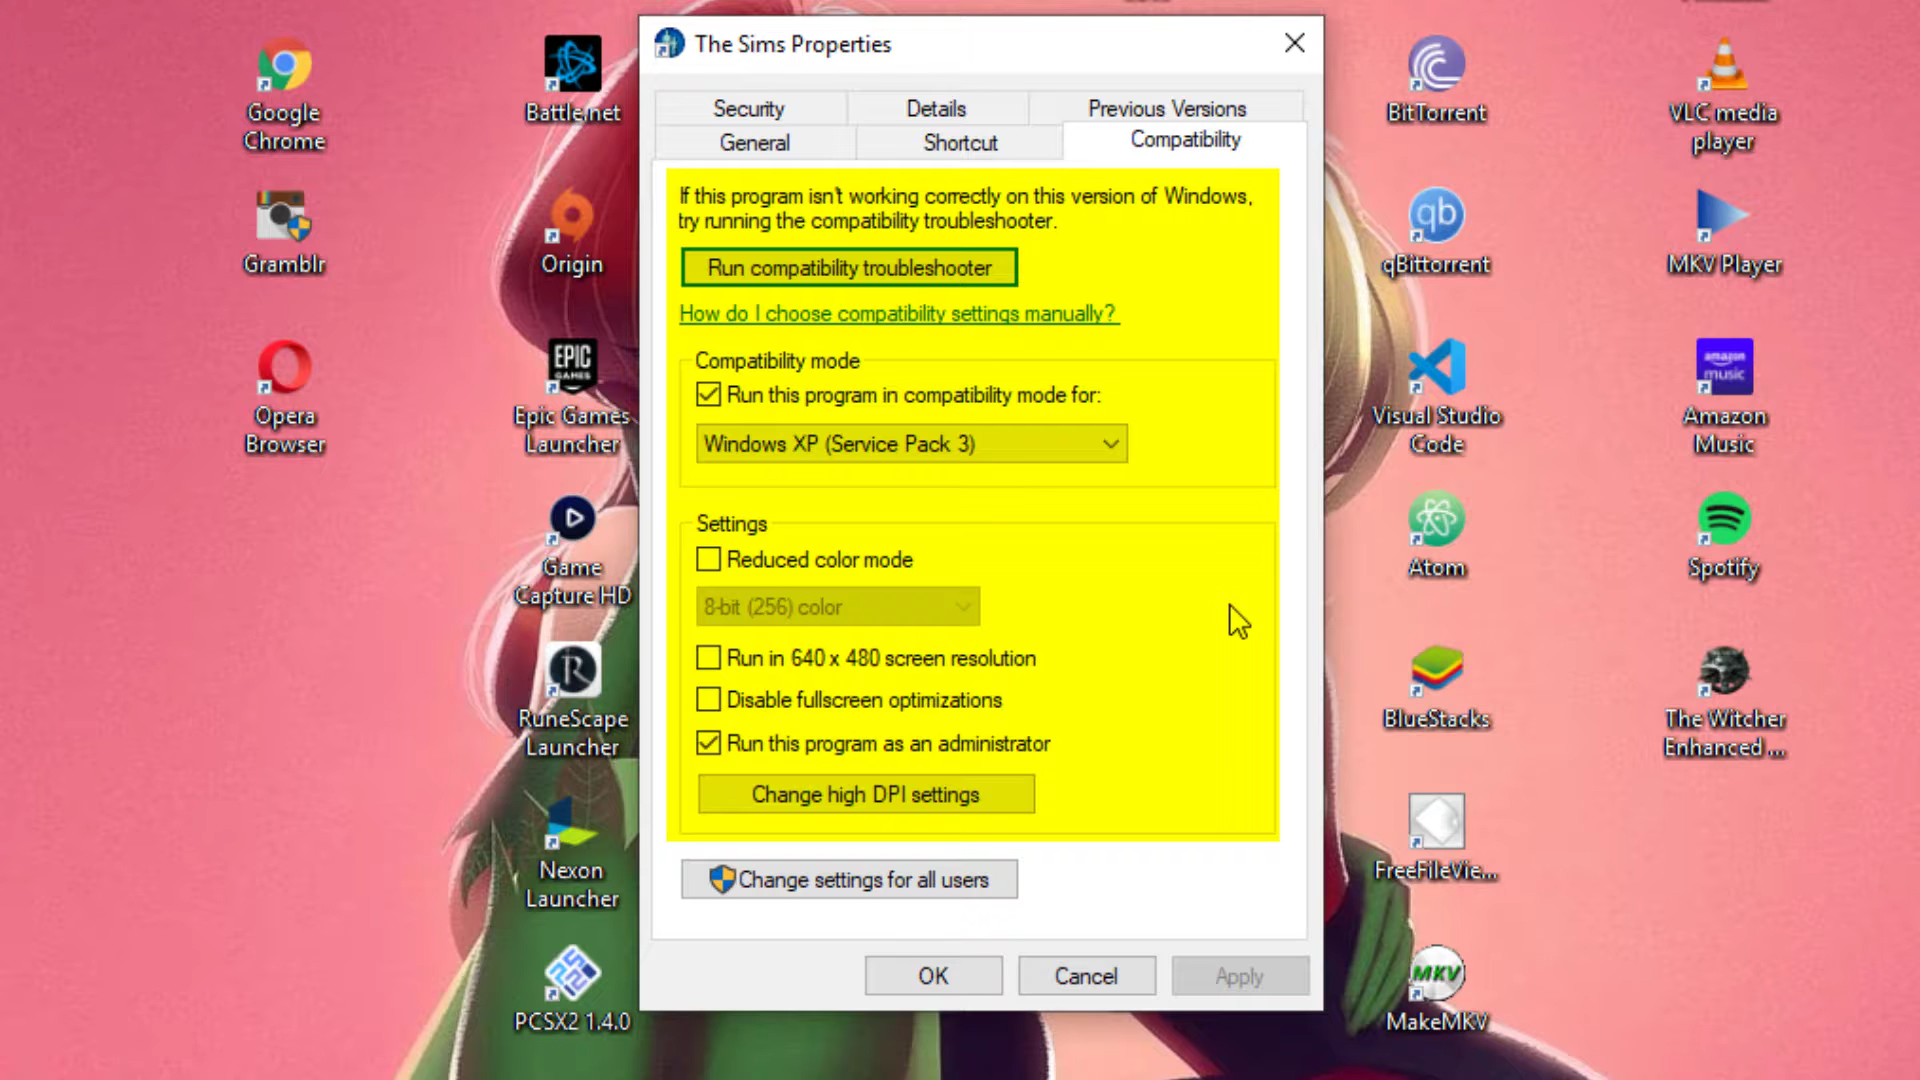 The Sims Properties
Security
Details
Previous Versions
General
Shortcut
Compatibility
If this program isn't working correctly on this version of Windows,
try running the compatibility troubleshooter.
Run compatibility troubleshooter
How do I choose compatibility settings manually?
Compatibility mode
Run this program in compatibility mode for:
Windows XP (Service Pack 3)
Settings
Reduced color mode
8-bit (256) color
Run in 640 x 480 screen resolution
Disable fullscreen optimizations
Run this program as an administrator
Change high DPI settings
Change settings for all users
OK
Cancel
Apply
Google
Chrome
Gramblr
Opera
Browser
Battle.net
Origin
EPIC
GAMES
Epic Games
Launcher
Game
Capture HD
R
RuneScape
Launcher
Nexon
Launcher
PCSX2 1.4.0
BitTorrent
qb
qBittorrent
Visual Studio
Code
Atom
BlueStacks
FreeFileVie...
MKV
MakeMKV
VLC media
player
MKV Player
amazon
music
Amazon
Music
Spotify
The Witcher
Enhanced ...